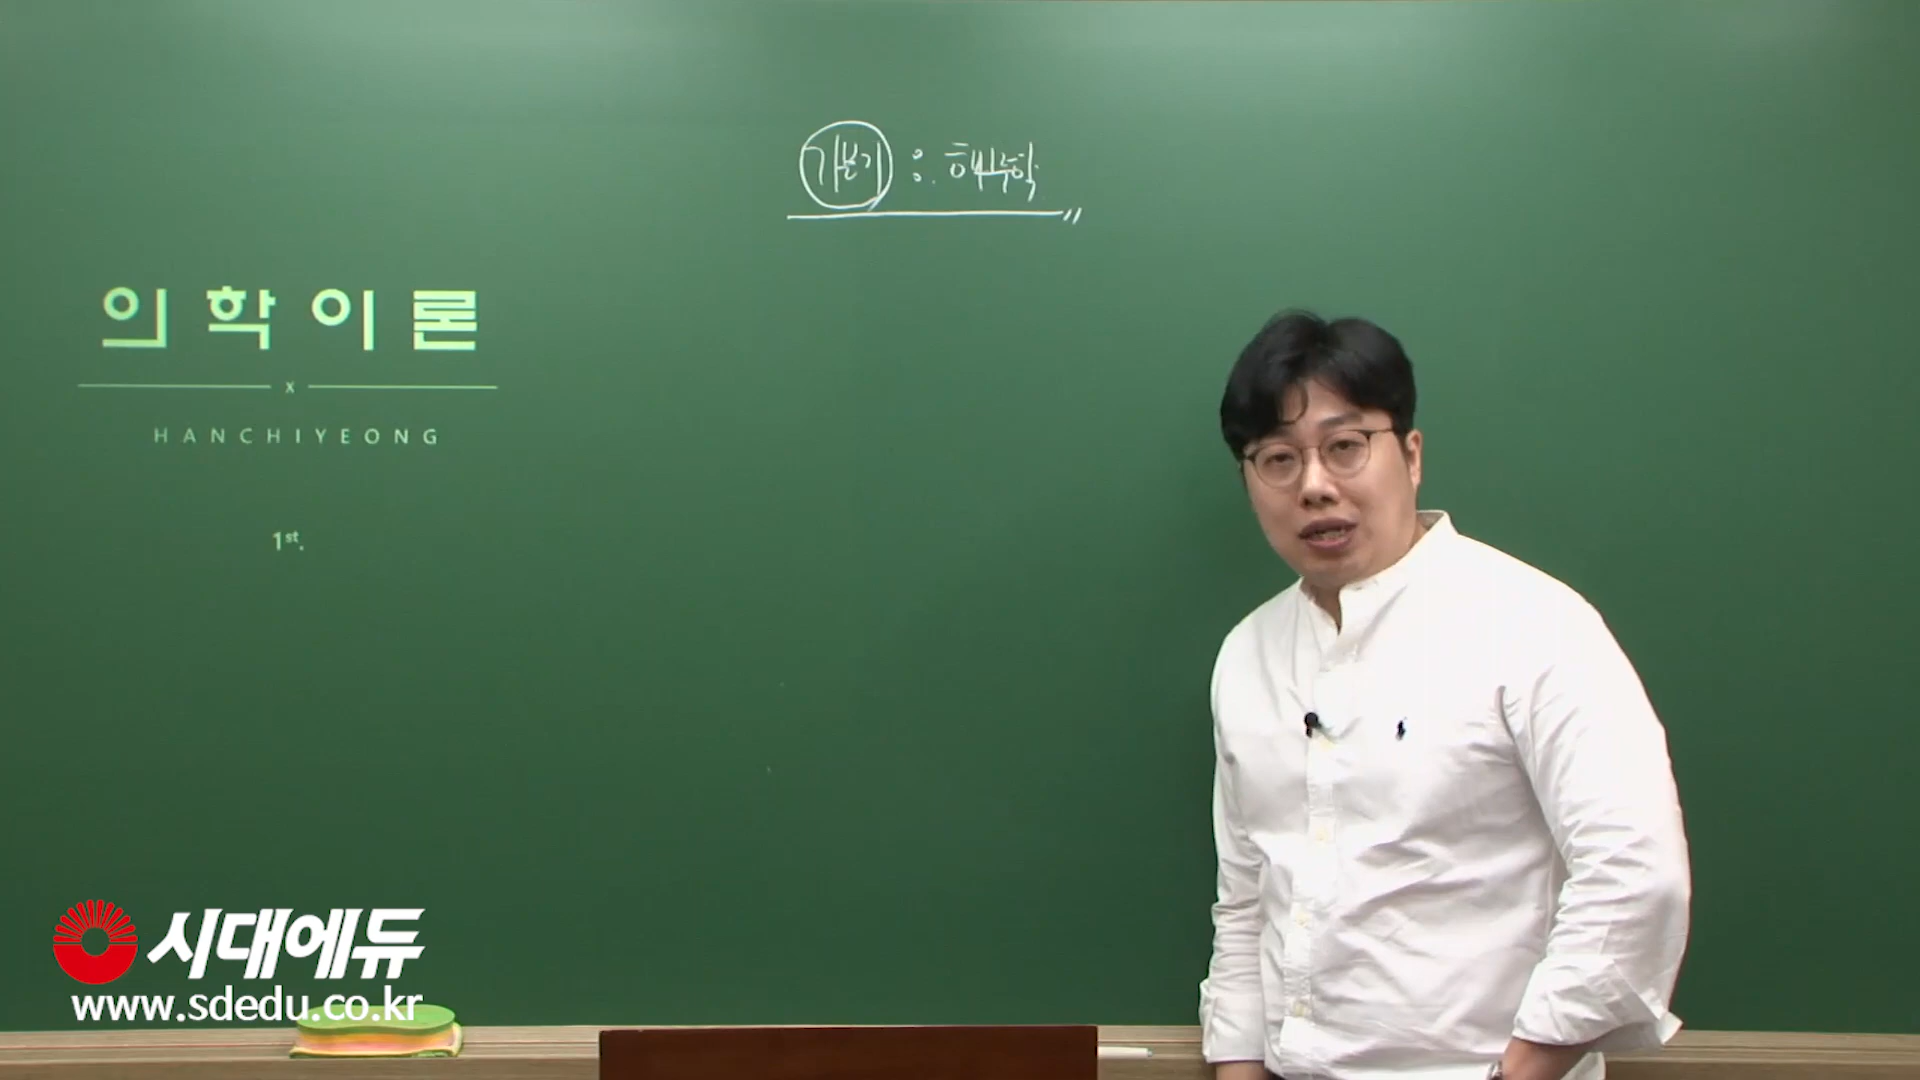 기본기 : 해부학
의학이론
x
HANCHIYEONG
1st.
시대에듀
www.sdedu.co.kr